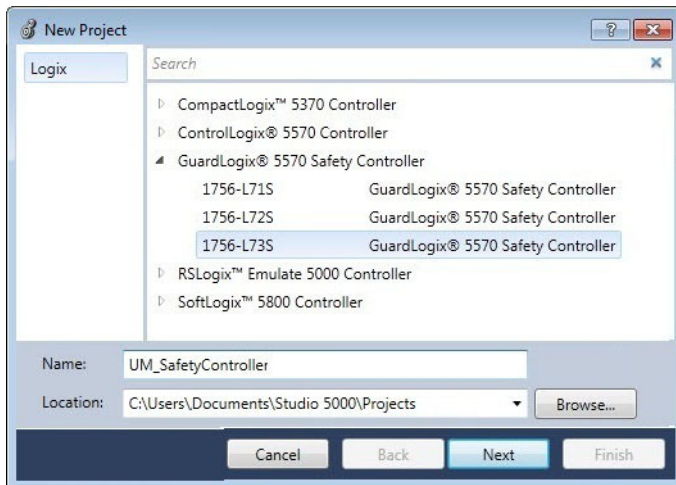 New Project
Logix
Search
CompactLogix™ 5370 Controller
ControlLogix® 5570 Controller
GuardLogix® 5570 Safety Controller
1756-L71S GuardLogix® 5570 Safety Controller
1756-L72S GuardLogix® 5570 Safety Controller
1756-L73S GuardLogix® 5570 Safety Controller
RSLogix™ Emulate 5000 Controller
SoftLogix™ 5800 Controller
Name: UM_SafetyController
Location: C:\Users\Documents\Studio 5000\Projects Browse...
Cancel Back Next Finish